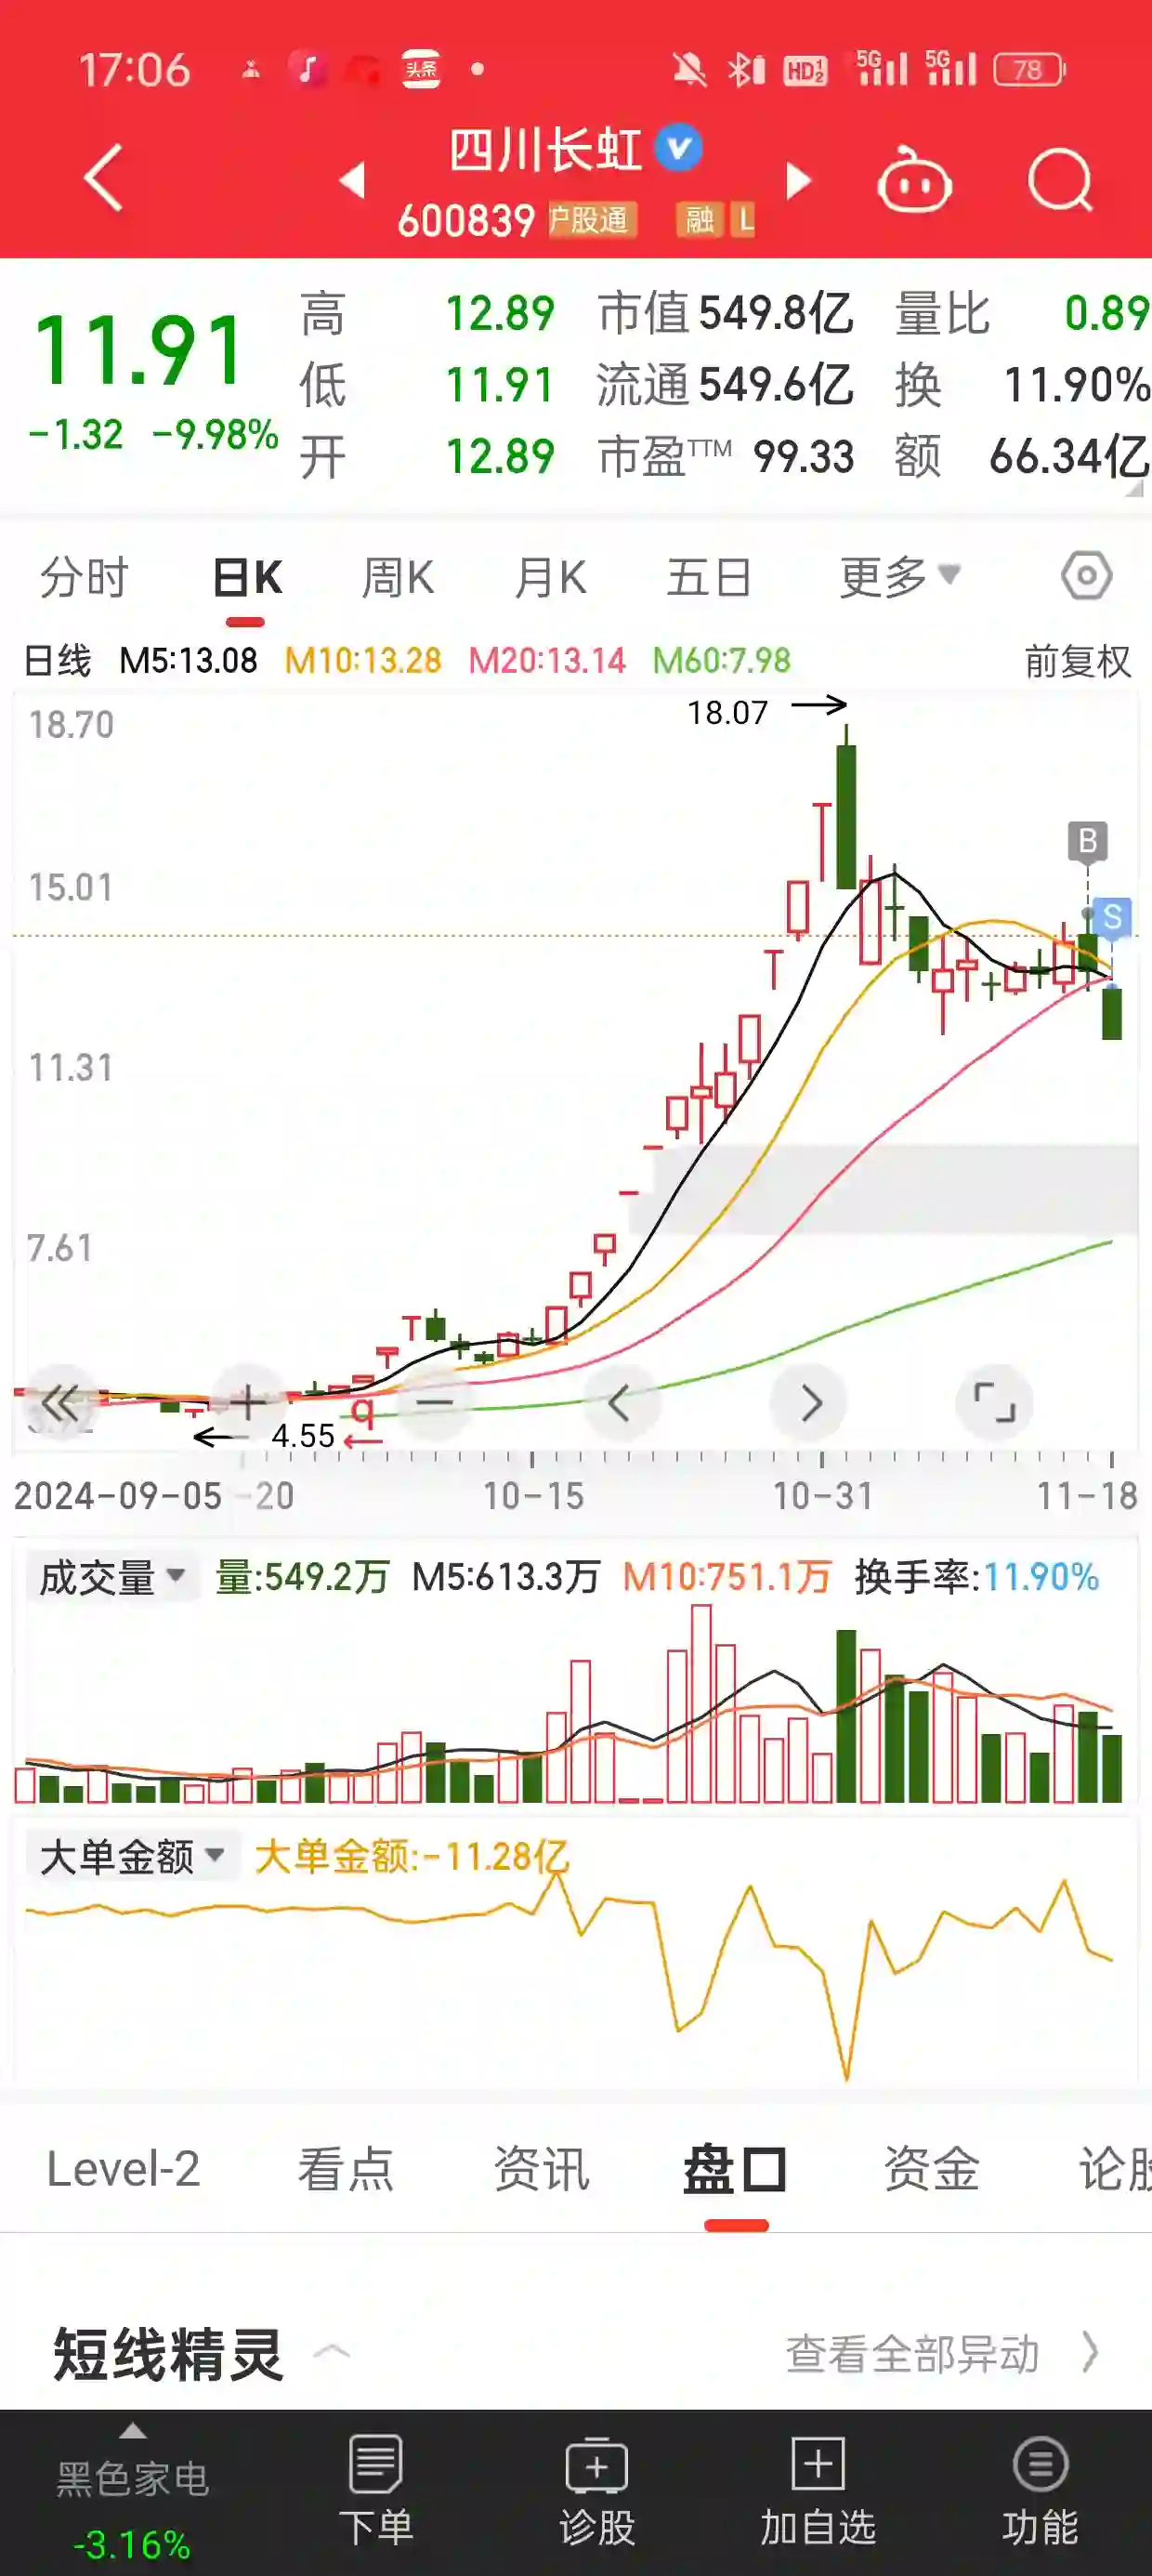 17:06 头条 HD 1 2 5G 5G 78
四川长虹
600839 沪股通 融 L
11.91
-1.32 -9.98%
高 12.89 市值 549.8亿 量比 0.89
低 11.91 流通 549.6亿 换 11.90%
开 12.89 市盈TTM 99.33 额 66.34亿
分时 日K 周K 月K 五日 更多
日线 M5:13.08 M10:13.28 M20:13.14 M60:7.98 前复权
18.07
18.70
B
15.01
S
11.31
7.61
q
4.55
2024-09-05 -20 10-15 10-31 11-18
成交量 量:549.2万 M5:613.3万 M10:751.1万 换手率:11.90%
大单金额 大单金额:-11.28亿
Level-2 看点 资讯 盘口 资金 论股
短线精灵 查看全部异动
黑色家电 下单 诊股 加自选 功能
-3.16%